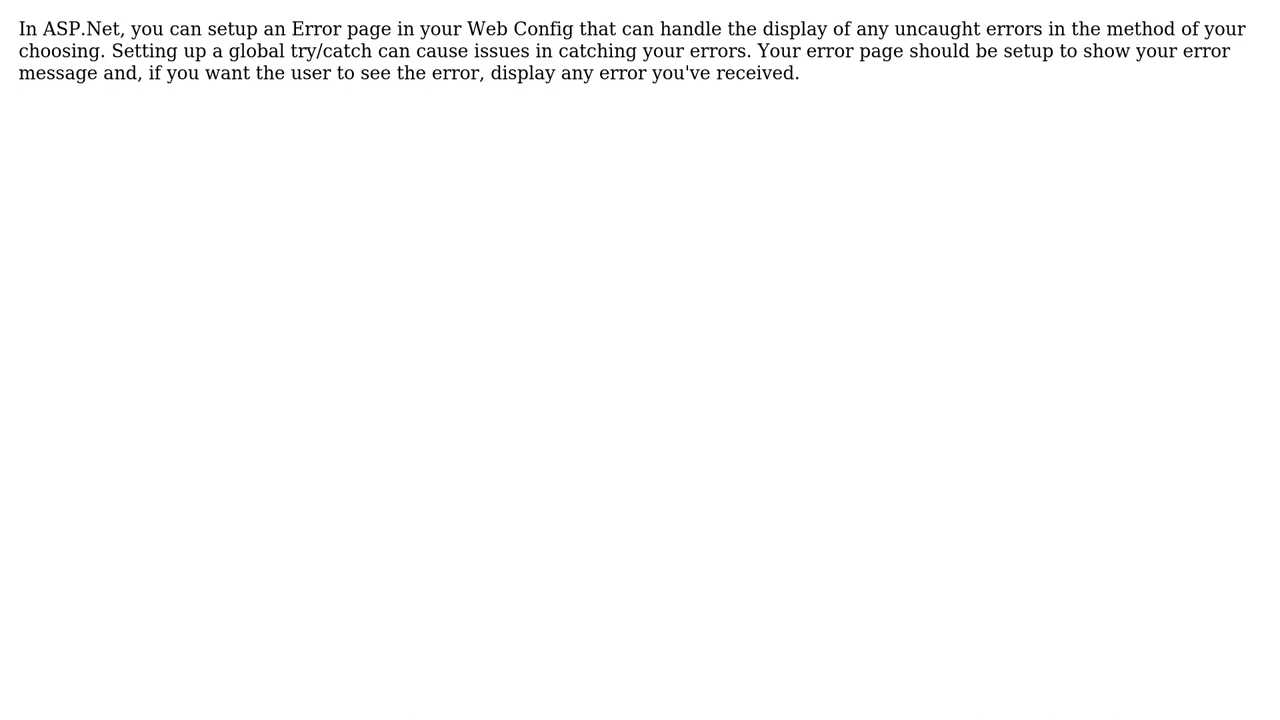 In ASP.Net, you can setup an Error page in your Web Config that can handle the display of any uncaught errors in the method of your
choosing. Setting up a global try/catch can cause issues in catching your errors. Your error page should be setup to show your error
message and, if you want the user to see the error, display any error you've received.